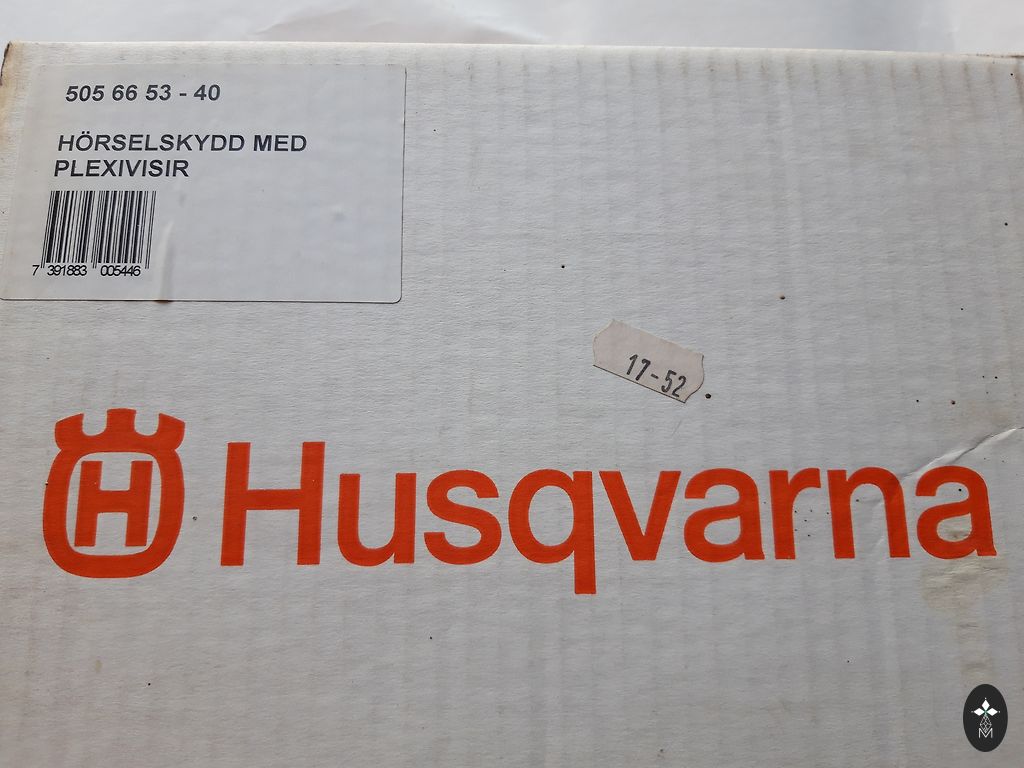 505 66 53 - 40
HÖRSELSKYDD MED
PLEXIVISIR
7 391883 005446
17-52
H Husqvarna
M